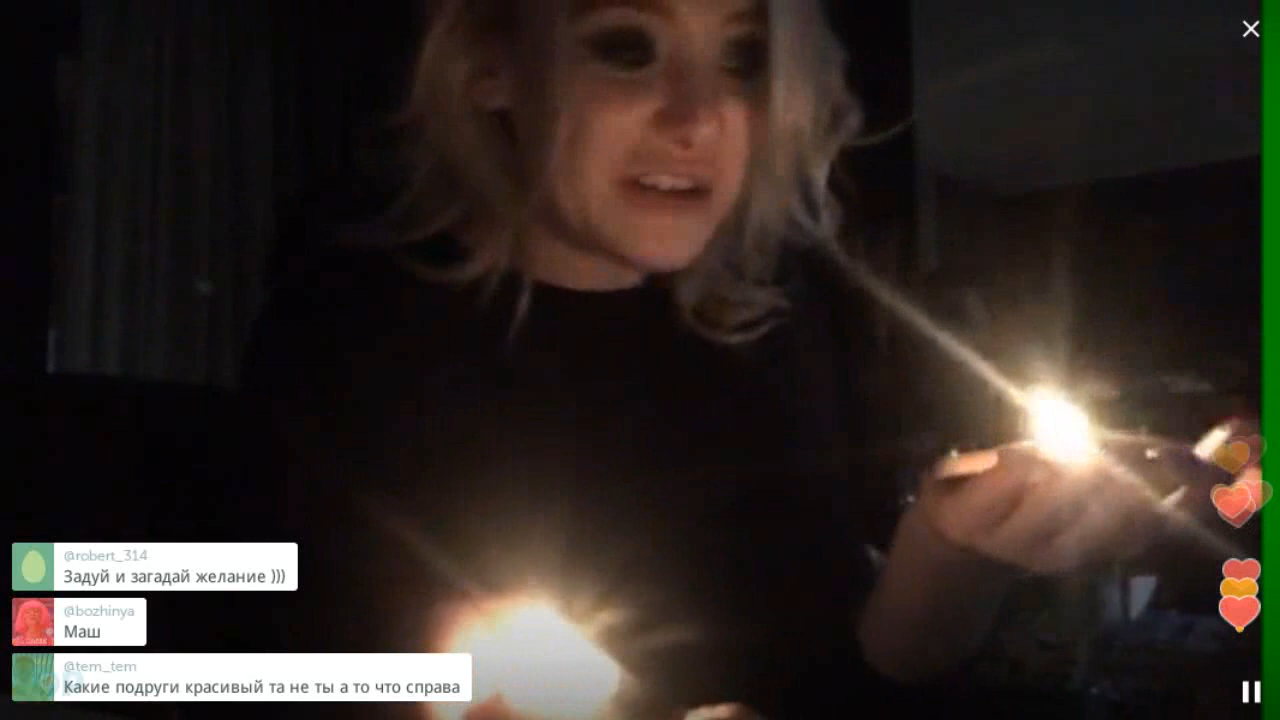 @robert_314
Задуй и загадай желание )))
@bozhinya
Маш
@tem_tem
Какие подруги красивый та не ты а то что справа